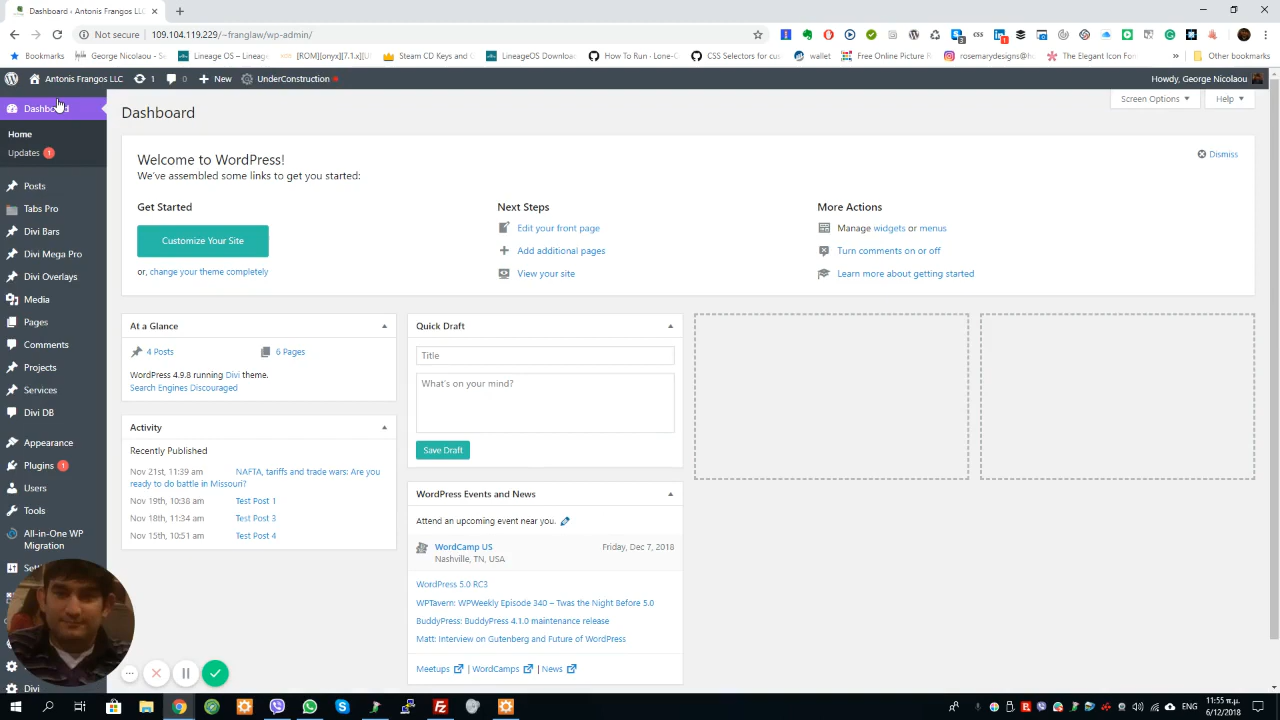 Dashboard ‹ Antonis Frangos LLC
Not secure | 109.104.119.229/~franglaw/wp-admin/
Bookmarks
George Nicolaou - Soft
Lineage OS – Lineage
[ROM][onyx][7.1.x][U
Steam CD Keys and C
LineageOS Download
How To Run - Lone-C
CSS Selectors for cus
wallet
Free Online Picture R
rosemarydesigns@ho
The Elegant Icon Fon
»
Other bookmarks
Antonis Frangos LLC
1
0
New
UnderConstruction
Howdy, George Nicolaou
Dashboard
Home
Updates 1
Posts
Tabs Pro
Divi Bars
Divi Mega Pro
Divi Overlays
Media
Pages
Comments
Projects
Services
Divi DB
Appearance
Plugins 1
Users
Tools
All-in-One WP
Migration
Divi
Dashboard
Screen Options
Help
Welcome to WordPress!
We've assembled some links to get you started:
Dismiss
Get Started
Customize Your Site
or, change your theme completely
Next Steps
Edit your front page
Add additional pages
View your site
More Actions
Manage widgets or menus
Turn comments on or off
Learn more about getting started
At a Glance
4 Posts
6 Pages
WordPress 4.9.8 running Divi theme.
Search Engines Discouraged
Activity
Recently Published
Nov 21st, 11:39 am NAFTA, tariffs and trade wars: Are you
ready to do battle in Missouri?
Nov 19th, 10:38 am Test Post 1
Nov 18th, 11:34 am Test Post 3
Nov 15th, 10:51 am Test Post 4
Quick Draft
Title
What's on your mind?
Save Draft
WordPress Events and News
Attend an upcoming event near you.
WordCamp US
Friday, Dec 7, 2018
Nashville, TN, USA
WordPress 5.0 RC3
WPTavern: WPWeekly Episode 340 – Twas the Night Before 5.0
BuddyPress: BuddyPress 4.1.0 maintenance release
Matt: Interview on Gutenberg and Future of WordPress
Meetups | WordCamps | News
11:55 π.μ.
6/12/2018